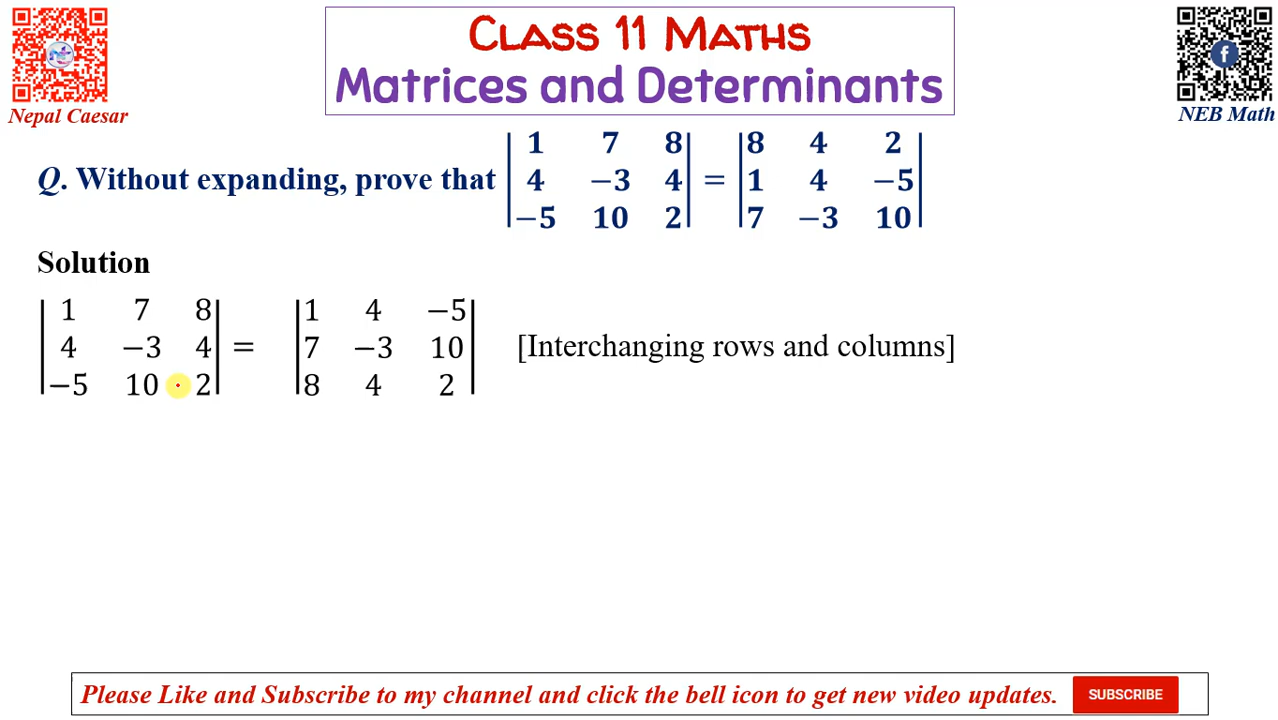 CLASS 11 MATHS
Matrices and Determinants
Nepal Caesar
NEB Math
Q. Without expanding, prove that |1 7 8| = |8 4 2|
|4 −3 4| |1 4 −5|
|−5 10 2| |7 −3 10|
Solution
|1 7 8| = |1 4 −5| [Interchanging rows and columns]
|4 −3 4| |7 −3 10|
|−5 10 2| |8 4 2|
Please Like and Subscribe to my channel and click the bell icon to get new video updates. SUBSCRIBE